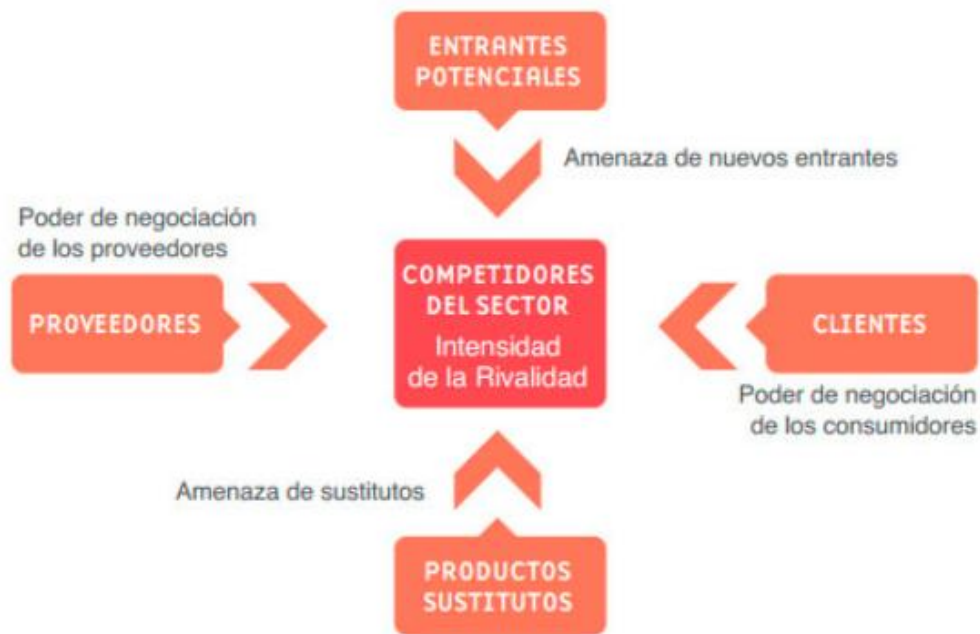 ENTRANTES
POTENCIALES
Amenaza de nuevos entrantes
Poder de negociación
de los proveedores
PROVEEDORES
COMPETIDORES
DEL SECTOR
Intensidad
de la Rivalidad
CLIENTES
Poder de negociación
de los consumidores
Amenaza de sustitutos
PRODUCTOS
SUSTITUTOS